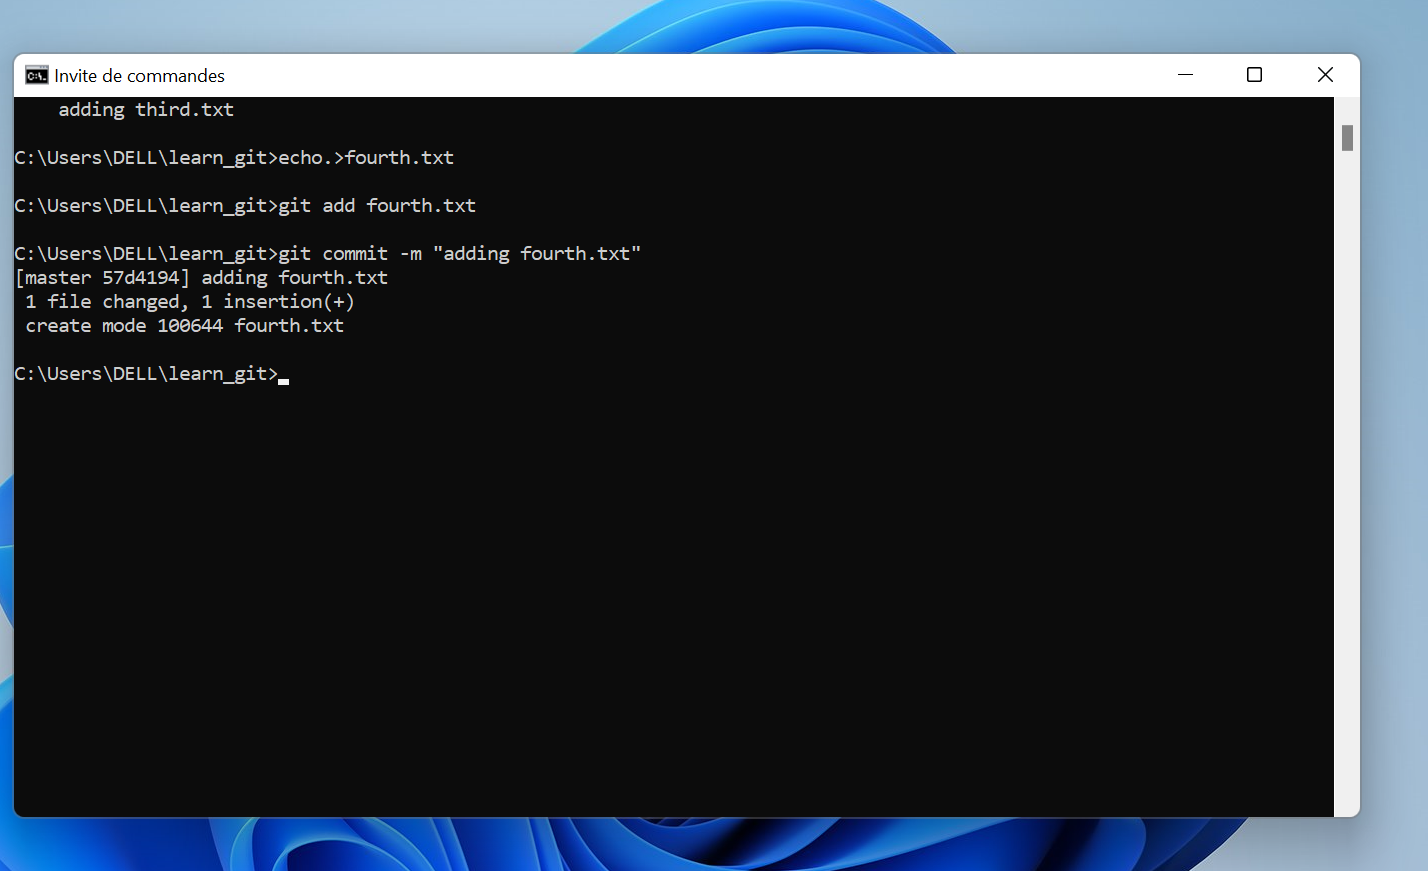 Invite de commandes
adding third.txt
C:\Users\DELL\learn_git>echo.>fourth.txt
C:\Users\DELL\learn_git>git add fourth.txt
C:\Users\DELL\learn_git>git commit -m "adding fourth.txt"
[master 57d4194] adding fourth.txt
1 file changed, 1 insertion(+)
create mode 100644 fourth.txt
C:\Users\DELL\learn_git>